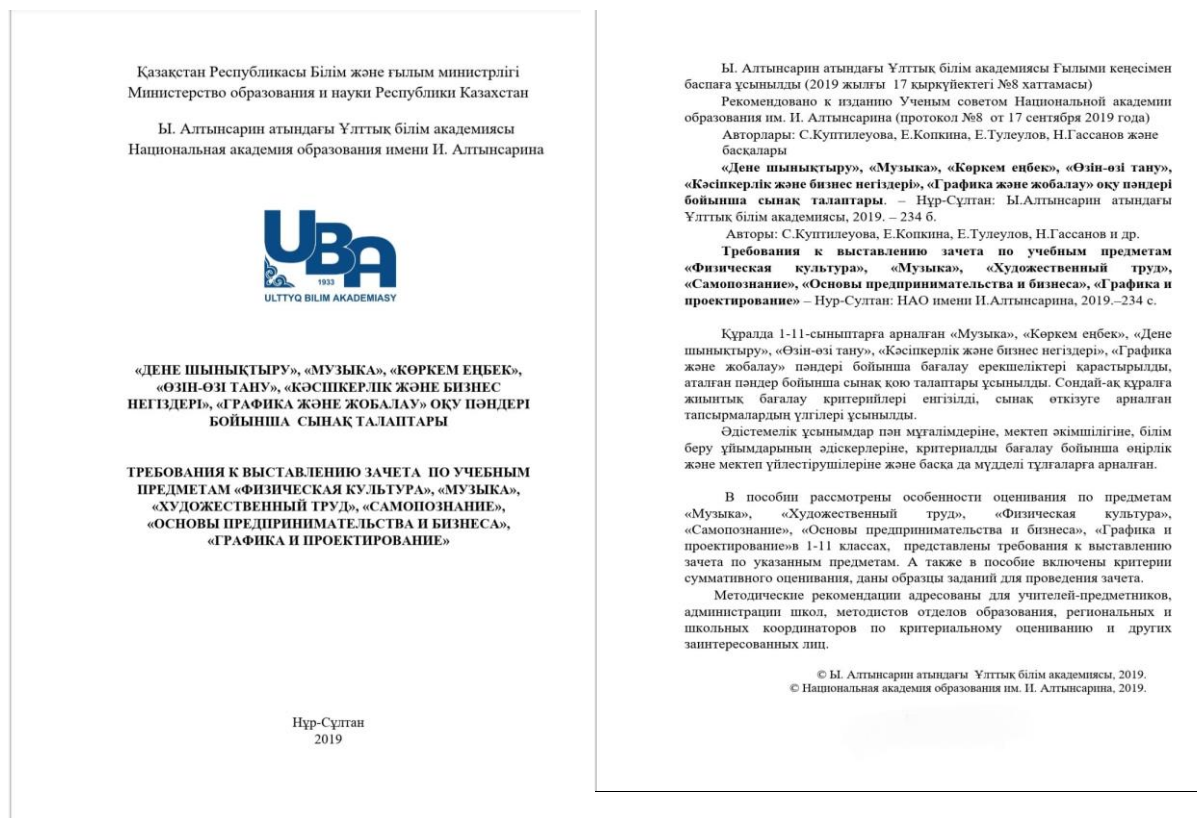 Қазақстан Республикасы Білім және ғылым министрлігі
Министерство образования и науки Республики Казахстан
Ы. Алтынсарин атындағы Ұлттық білім академиясы
Национальная академия образования имени И. Алтынсарина
UBA
1933
ULTTYQ BILIM AKADEMIASY
«ДЕНЕ ШЫНЫҚТЫРУ», «МУЗЫКА», «КӨРКЕМ ЕҢБЕК»,
«ӨЗІН-ӨЗІ ТАНУ», «КӘСІПКЕРЛІК ЖӘНЕ БИЗНЕС
НЕГІЗДЕРІ», «ГРАФИКА ЖӘНЕ ЖОБАЛАУ» ОҚУ ПӘНДЕРІ
БОЙЫНША СЫНАҚ ТАЛАПТАРЫ
ТРЕБОВАНИЯ К ВЫСТАВЛЕНИЮ ЗАЧЕТА ПО УЧЕБНЫМ
ПРЕДМЕТАМ «ФИЗИЧЕСКАЯ КУЛЬТУРА», «МУЗЫКА»,
«ХУДОЖЕСТВЕННЫЙ ТРУД», «САМОПОЗНАНИЕ»,
«ОСНОВЫ ПРЕДПРИНИМАТЕЛЬСТВА И БИЗНЕСА»,
«ГРАФИКА И ПРОЕКТИРОВАНИЕ»
Нұр-Сұлтан
2019
Ы. Алтынсарин атындағы Ұлттық білім академиясы Ғылыми кеңесімен
баспаға ұсынылды (2019 жылғы 17 қыркүйектегі №8 хаттамасы)
Рекомендовано к изданию Ученым советом Национальной академии
образования им. И. Алтынсарина (протокол №8 от 17 сентября 2019 года)
Авторлары: С.Куптилеуова, Е.Копкина, Е.Тулеулов, Н.Гассанов және
басқалары
«Дене шынықтыру», «Музыка», «Көркем еңбек», «Өзін-өзі тану»,
«Кәсіпкерлік және бизнес негіздері», «Графика және жобалау» оқу пәндері
бойынша сынақ талаптары. – Нұр-Сұлтан: Ы.Алтынсарин атындағы
Ұлттық білім академиясы, 2019. – 234 б.
Авторы: С.Куптилеуова, Е.Копкина, Е.Тулеулов, Н.Гассанов и др.
Требования к выставлению зачета по учебным предметам
«Физическая культура», «Музыка», «Художественный труд»,
«Самопознание», «Основы предпринимательства и бизнеса», «Графика и
проектирование» – Нур-Султан: НАО имени И.Алтынсарина, 2019.–234 с.
Құралда 1-11-сыныптарға арналған «Музыка», «Көркем еңбек», «Дене
шынықтыру», «Өзін-өзі тану», «Кәсіпкерлік және бизнес негіздері», «Графика
және жобалау» пәндері бойынша бағалау ерекшеліктері қарастырылды,
аталған пәндер бойынша сынақ қою талаптары ұсынылды. Сондай-ақ құралға
жиынтық бағалау критерийлері енгізілді, сынақ өткізуге арналған
тапсырмалардың үлгілері ұсынылды.
Әдістемелік ұсынымдар пән мұғалімдеріне, мектеп әкімшілігіне, білім
беру ұйымдарының әдіскерлеріне, критериалды бағалау бойынша өңірлік
және мектеп үйлестірушілеріне және басқа да мүдделі тұлғаларға арналған.
В пособии рассмотрены особенности оценивания по предметам
«Музыка», «Художественный труд», «Физическая культура»,
«Самопознание», «Основы предпринимательства и бизнеса», «Графика и
проектирование»в 1-11 классах, представлены требования к выставлению
зачета по указанным предметам. А также в пособие включены критерии
суммативного оценивания, даны образцы заданий для проведения зачета.
Методические рекомендации адресованы для учителей-предметников,
администрации школ, методистов отделов образования, региональных и
школьных координаторов по критериальному оцениванию и других
заинтересованных лиц.
© Ы. Алтынсарин атындағы Ұлттық білім академиясы, 2019.
© Национальная академия образования им. И. Алтынсарина, 2019.